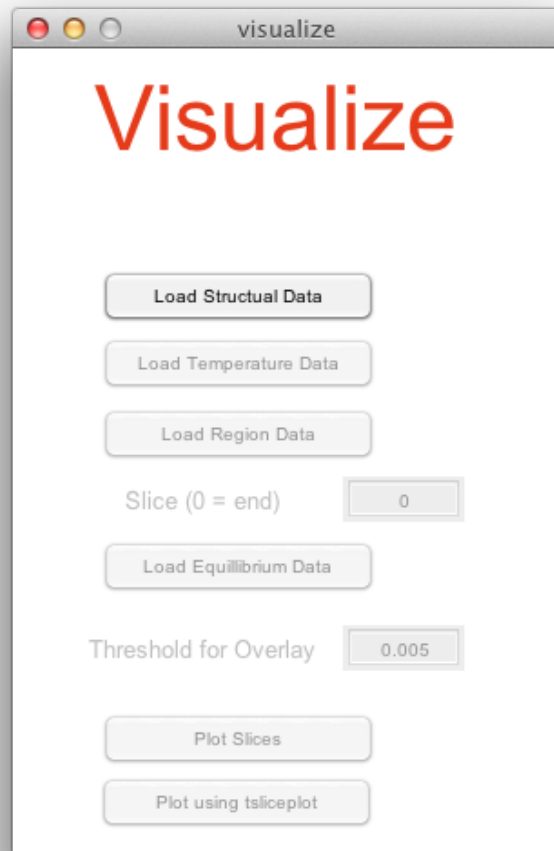 visualize
Visualize
Load Structual Data
Load Temperature Data
Load Region Data
Slice (0 = end) 0
Load Equillibrium Data
Threshold for Overlay 0.005
Plot Slices
Plot using tsliceplot